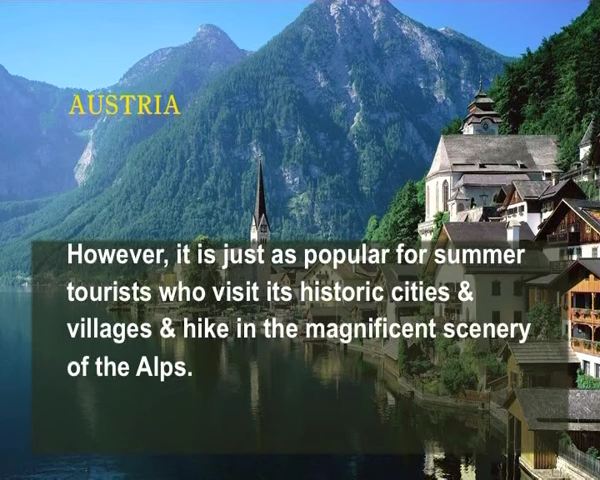 AUSTRIA
However, it is just as popular for summer
tourists who visit its historic cities &
villages & hike in the magnificent scenery
of the Alps.